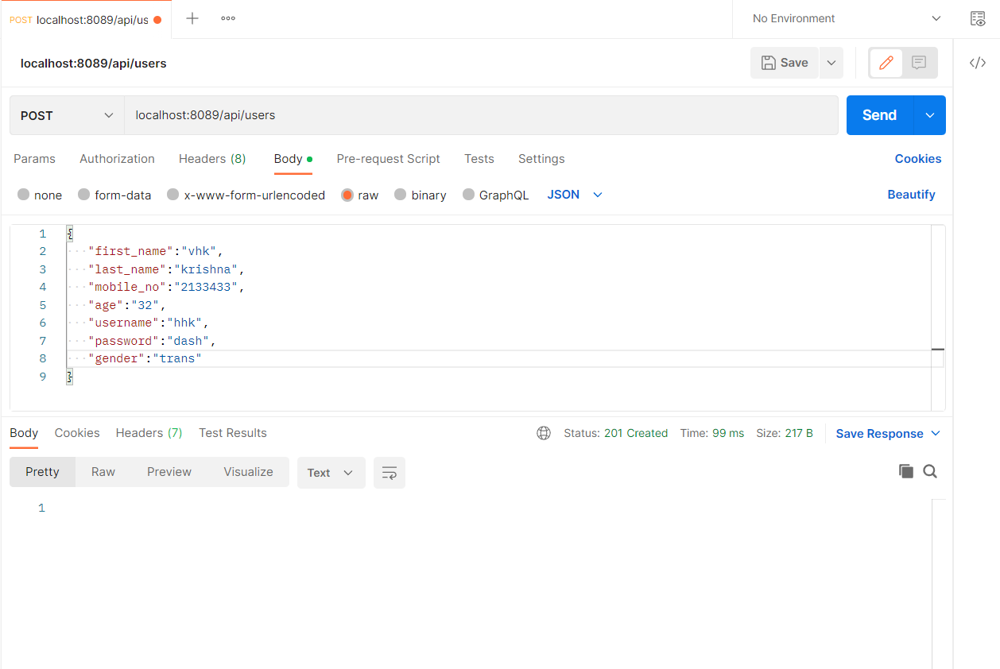 POST localhost:8089/api/us
No Environment
localhost:8089/api/users
Save
POST localhost:8089/api/users Send
Params Authorization Headers (8) Body Pre-request Script Tests Settings Cookies
none form-data x-www-form-urlencoded raw binary GraphQL JSON Beautify
1 {
2 "first_name":"vhk",
3 "last_name":"krishna",
4 "mobile_no":"2133433",
5 "age":"32",
6 "username":"hhk",
7 "password":"dash",
8 "gender":"trans"
9 }
Body Cookies Headers (7) Test Results Status: 201 Created Time: 99 ms Size: 217 B Save Response
Pretty Raw Preview Visualize Text
1